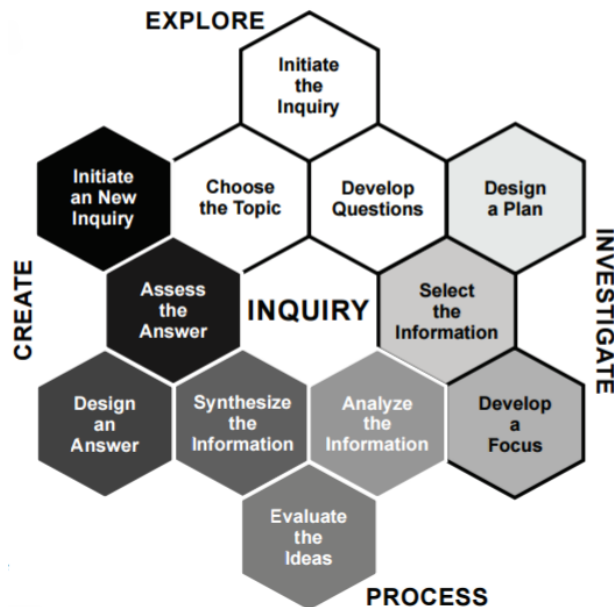 EXPLORE
Initiate
the
Inquiry
Initiate
an New
Inquiry
Choose
the Topic
Develop
Questions
Design
a Plan
CREATE
Assess
the
Answer
INQUIRY
Select
the
Information
INVESTIGATE
Design
an
Answer
Synthesize
the
Information
Analyze
the
Information
Develop
a
Focus
Evaluate
the
Ideas
PROCESS